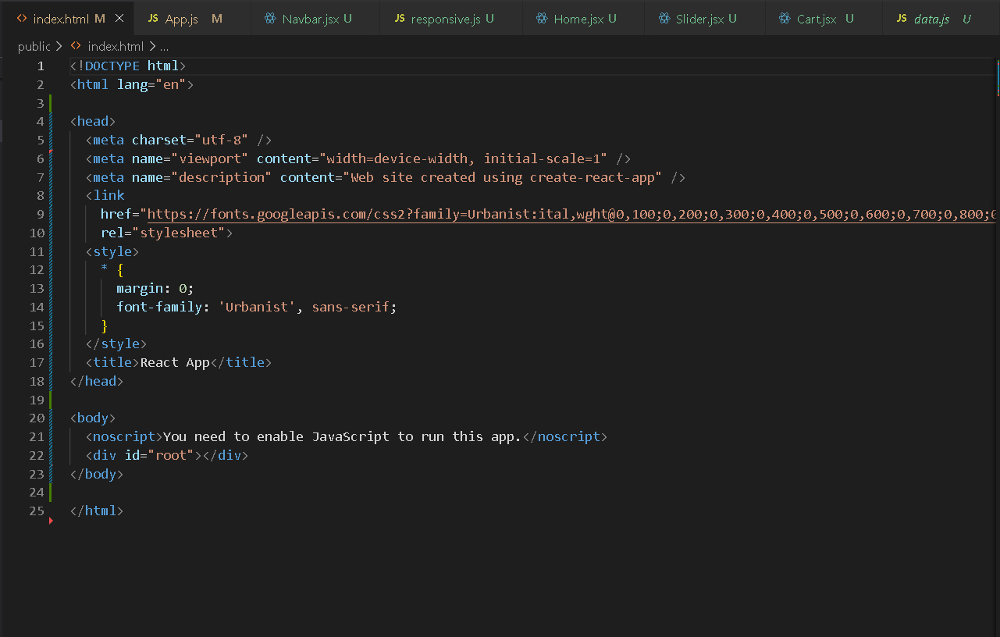 index.html M
JS App.js M
Navbar.jsx U
JS responsive.js U
Home.jsx U
Slider.jsx U
Cart.jsx U
JS data.js U
public > index.html > ...
1 <!DOCTYPE html>
2 <html lang="en">
3
4 <head>
5 <meta charset="utf-8" />
6 <meta name="viewport" content="width=device-width, initial-scale=1" />
7 <meta name="description" content="Web site created using create-react-app" />
8 <link
9 href="https://fonts.googleapis.com/css2?family=Urbanist:ital,wght@0,100;0,200;0,300;0,400;0,500;0,600;0,700;0,800;
10 rel="stylesheet">
11 <style>
12 * {
13 margin: 0;
14 font-family: 'Urbanist', sans-serif;
15 }
16 </style>
17 <title>React App</title>
18 </head>
19
20 <body>
21 <noscript>You need to enable JavaScript to run this app.</noscript>
22 <div id="root"></div>
23 </body>
24
25 </html>